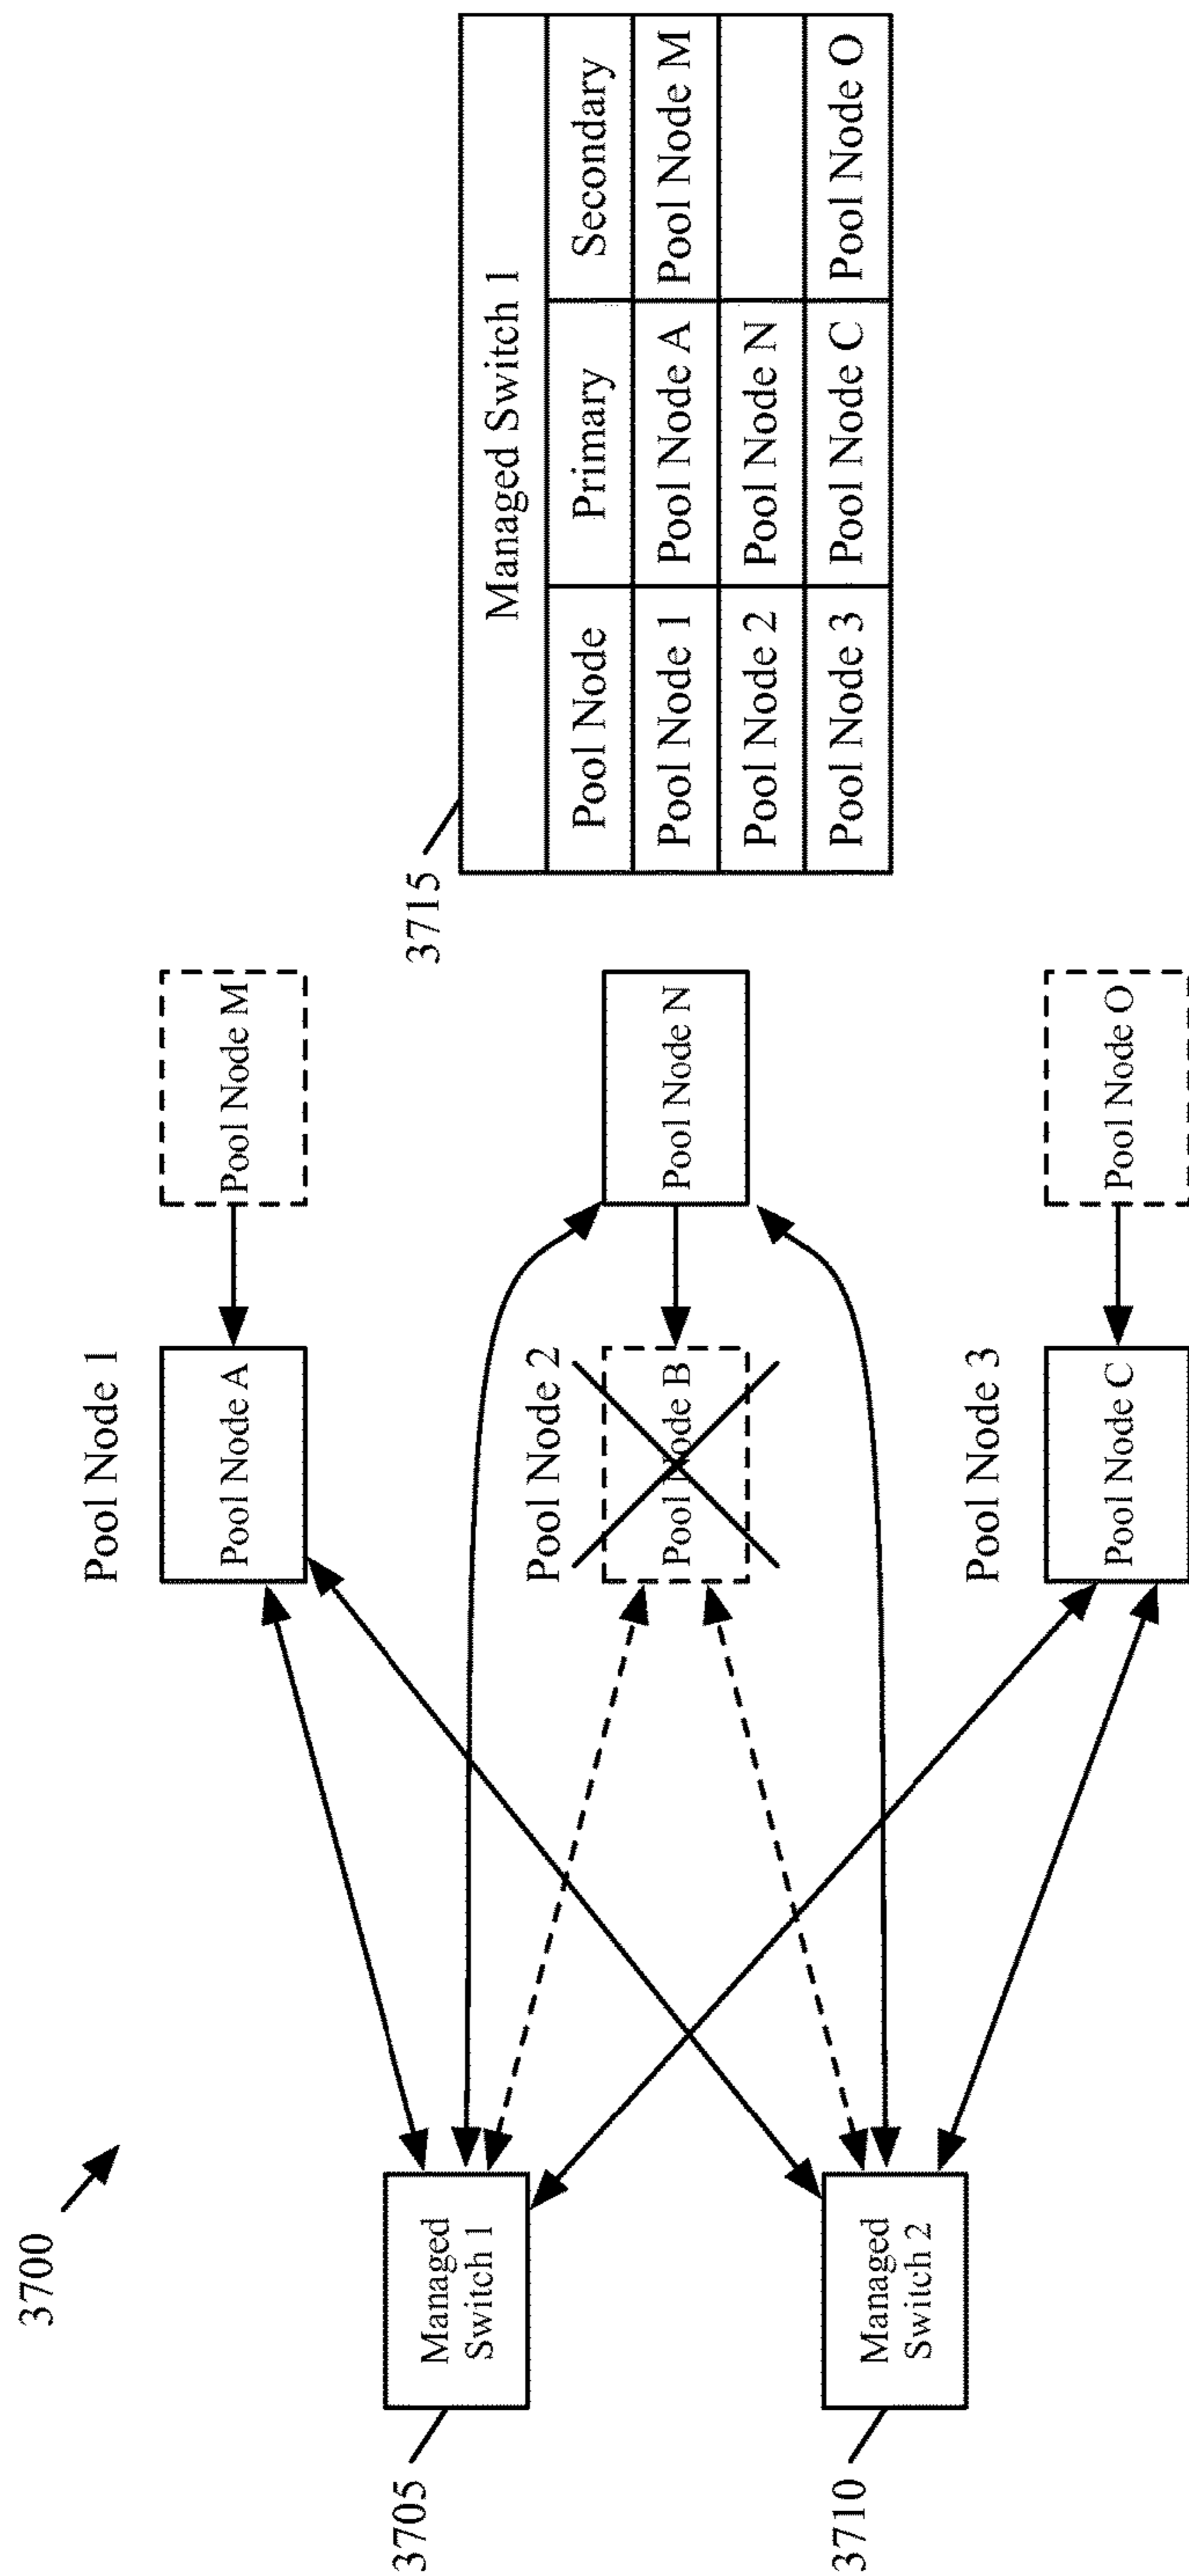 3700
3705
Managed
Switch 1
3710
Managed
Switch 2
Pool Node 1
Pool Node A
Pool Node M
Pool Node 2
Pool Node B
Pool Node N
Pool Node 3
Pool Node C
Pool Node O
3715
Managed Switch 1
Pool Node Primary Secondary
Pool Node 1 Pool Node A Pool Node M
Pool Node 2 Pool Node N
Pool Node 3 Pool Node C Pool Node O